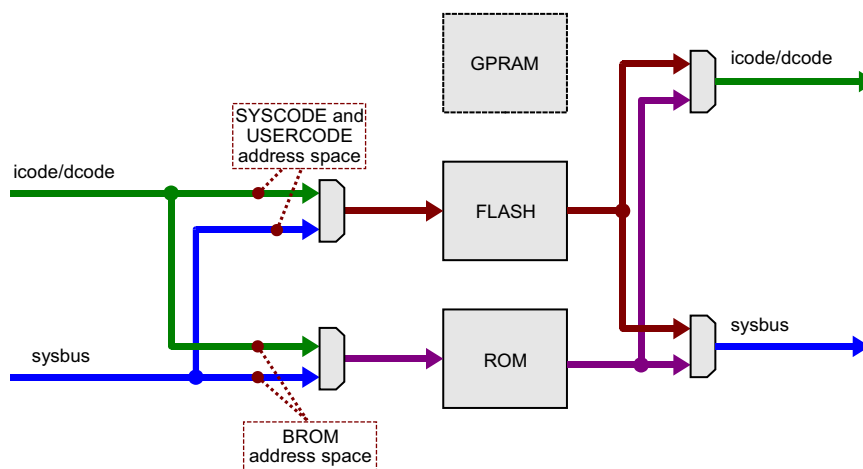 GPRAM
icode/dcode
SYSCODE and
USERCODE
address space
icode/dcode
FLASH
sysbus
sysbus
ROM
BROM
address space